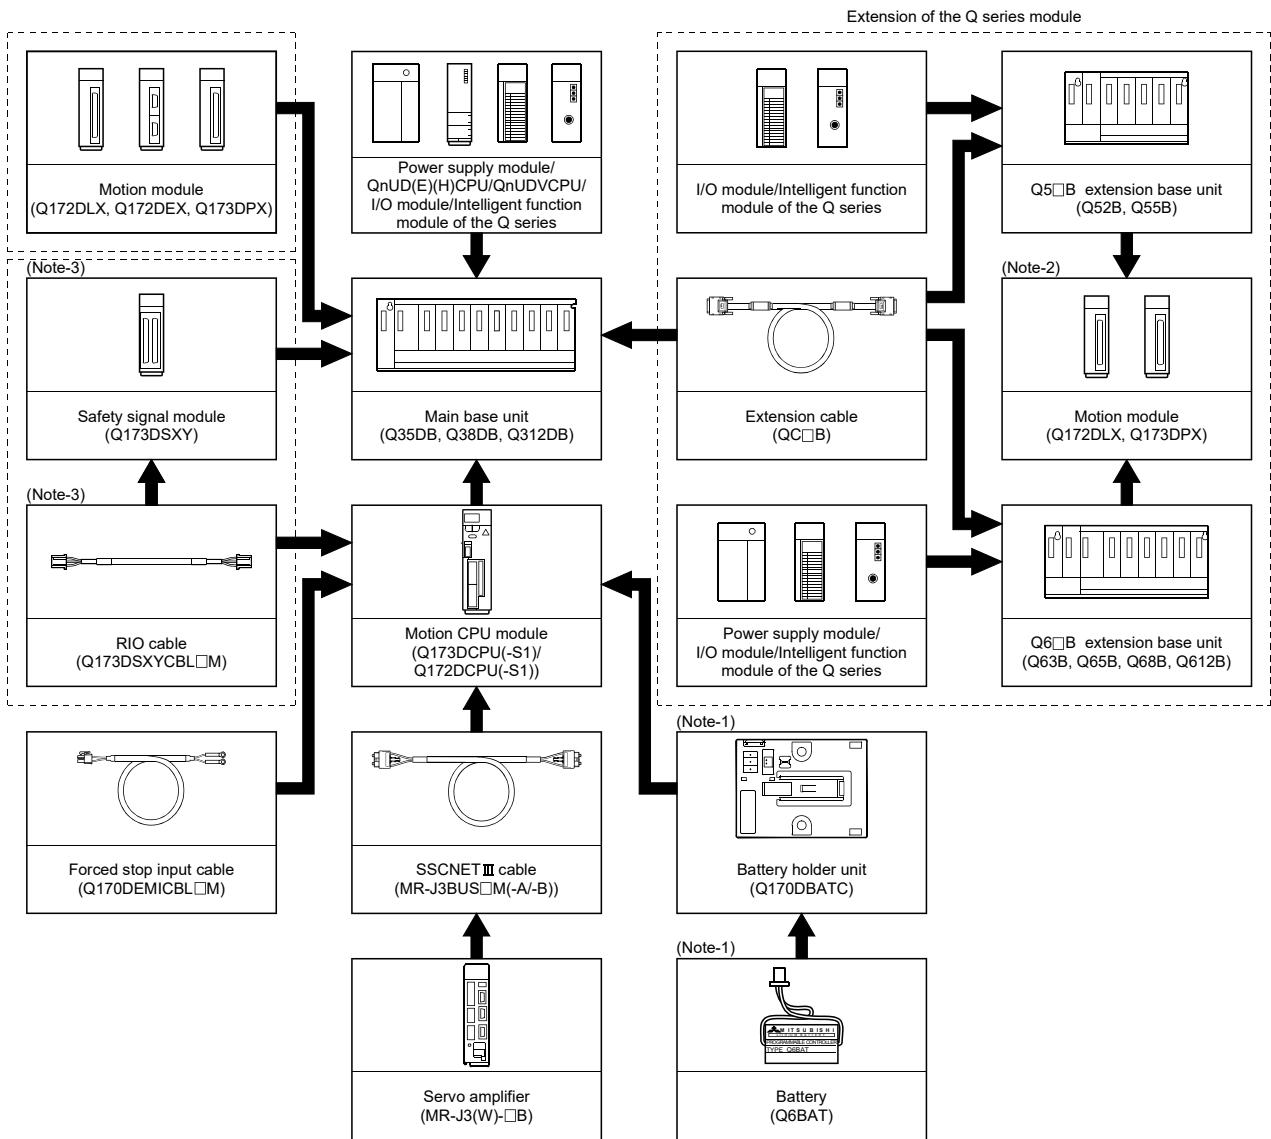 Extension of the Q series module
Motion module
(Q172DLX, Q172DEX, Q173DPX)
Power supply module/
QnUD(E)(H)CPU/QnUDVCPU/
I/O module/Intelligent function
module of the Q series
I/O module/Intelligent function
module of the Q series
Q5□B extension base unit
(Q52B, Q55B)
(Note-3)
Safety signal module
(Q173DSXY)
Main base unit
(Q35DB, Q38DB, Q312DB)
Extension cable
(QC□B)
(Note-2)
Motion module
(Q172DLX, Q173DPX)
(Note-3)
RIO cable
(Q173DSXYCBL□M)
Motion CPU module
(Q173DCPU(-S1)/
Q172DCPU(-S1))
Power supply module/
I/O module/Intelligent function
module of the Q series
Q6□B extension base unit
(Q63B, Q65B, Q68B, Q612B)
Forced stop input cable
(Q170DEMICBL□M)
SSCNETⅢ cable
(MR-J3BUS□M(-A/-B))
(Note-1)
Battery holder unit
(Q170DBATC)
Servo amplifier
(MR-J3(W)-□B)
(Note-1)
MITSUBISHI
PROGRAMMABLE CONTROLLER
TYPE Q6BAT
Battery
(Q6BAT)